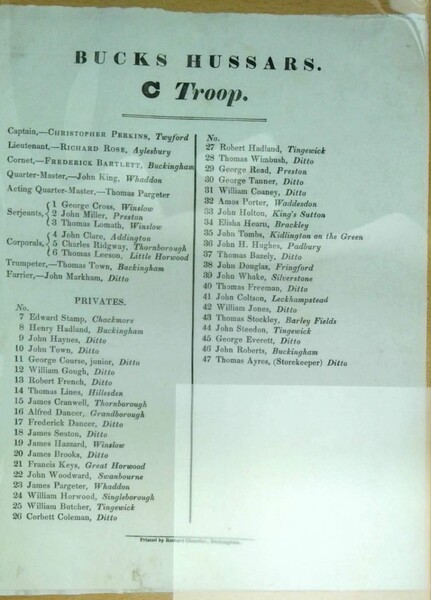 BUCKS HUSSARS.
C Troop.
Captain,—CHRISTOPHER PERKINS, Twyford
Lieutenant,—RICHARD ROSE, Aylesbury
Cornet,—FREDERICK BARTLETT, Buckingham
Quarter-Master,—John King, Whaddon
Acting Quarter-Master,—Thomas Pargeter
Serjeants,
1 George Cross, Winslow
2 John Miller, Preston
3 Thomas Lomath, Winslow
Corporals,
4 John Clare, Addington
5 Charles Ridgway, Thornborough
6 Thomas Leeson, Little Horwood
Trumpeter,—Thomas Town, Buckingham
Farrier,—John Markham, Ditto
PRIVATES.
No.
7 Edward Stamp, Chackmore
8 Henry Hadland, Buckingham
9 John Haynes, Ditto
10 John Town, Ditto
11 George Course, junior, Ditto
12 William Gough, Ditto
13 Robert French, Ditto
14 Thomas Lines, Hillesden
15 James Cranwell, Thornborough
16 Alfred Dancer, Grandborough
17 Frederick Dancer, Ditto
18 James Seaton, Ditto
19 James Hazzard, Winslow
20 James Brooks, Ditto
21 Francis Keys, Great Horwood
22 John Woodward, Swanbourne
23 James Pargeter, Whaddon
24 William Horwood, Singleborough
25 William Butcher, Tingewick
26 Corbett Coleman, Ditto
No.
27 Robert Hadland, Tingewick
28 Thomas Wimbush, Ditto
29 George Read, Preston
30 George Tanner, Ditto
31 William Coaney, Ditto
32 Amos Porter, Waddesdon
33 John Holton, King's Sutton
34 Elisha Hearn, Brackley
35 John Tombs, Kidlington on the Green
36 John H. Hughes, Padbury
37 Thomas Bazely, Ditto
38 John Douglas, Fringford
39 John Whake, Silverstone
40 Thomas Freeman, Ditto
41 John Coltson, Leckhampstead
42 William Jones, Ditto
43 Thomas Stockley, Barley Fields
44 John Steedon, Tingewick
45 George Everett, Ditto
46 John Roberts, Buckingham
47 Thomas Ayres, (Storekeeper) Ditto
Printed by Richard Chandler, Buckingham.